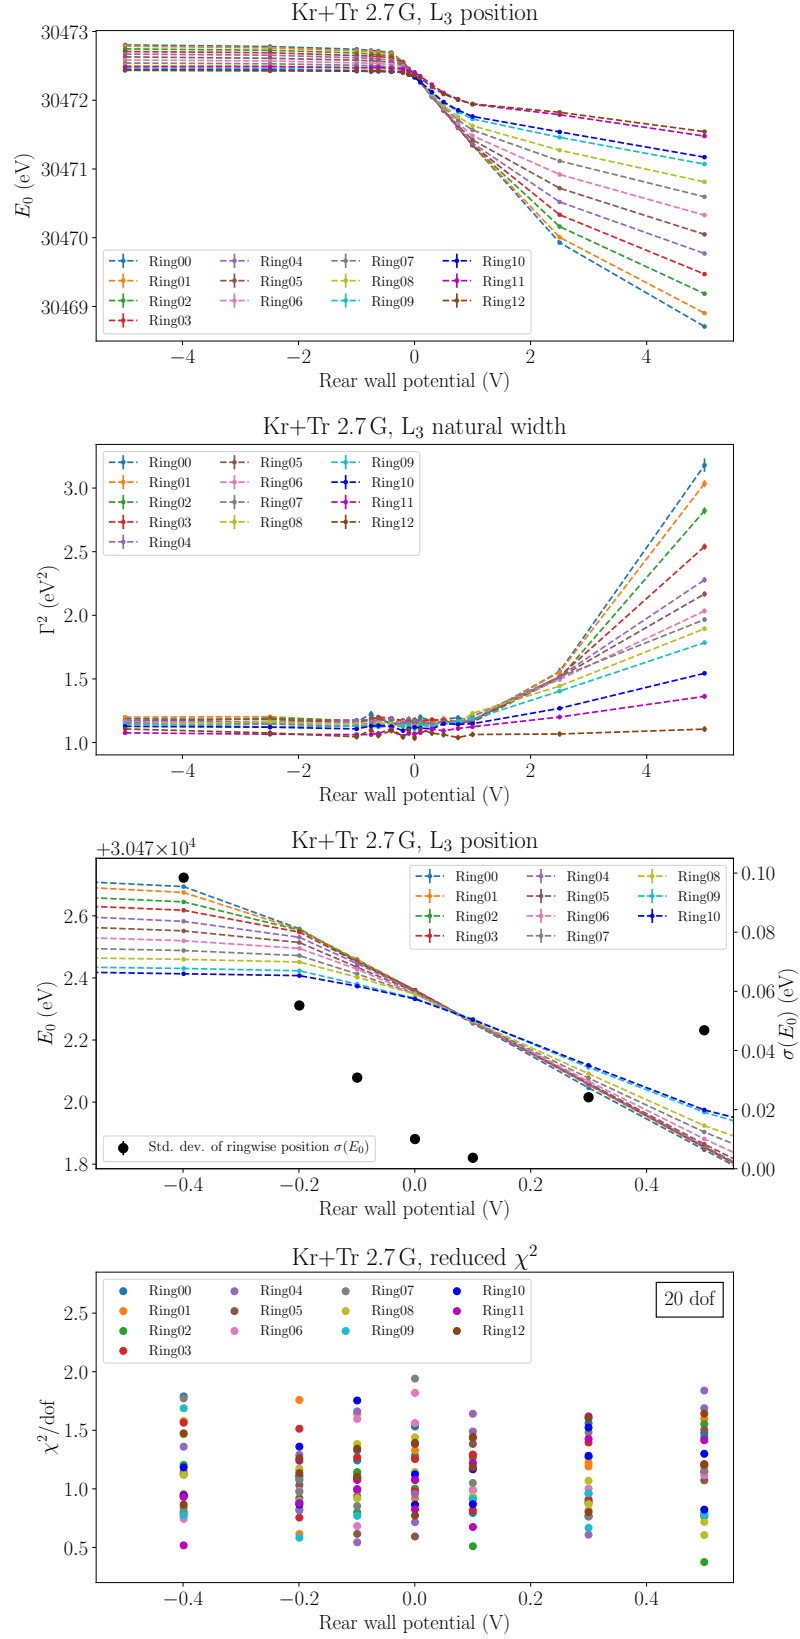 Kr+Tr 2.7 G, L₃ position
30473
30472
30471
30470
30469
E₀ (eV)
Ring00 Ring04 Ring07 Ring10
Ring01 Ring05 Ring08 Ring11
Ring02 Ring06 Ring09 Ring12
Ring03
−4 −2 0 2 4
Rear wall potential (V)
Kr+Tr 2.7 G, L₃ natural width
Ring00 Ring05 Ring09
Ring01 Ring06 Ring10
Ring02 Ring07 Ring11
Ring03 Ring08 Ring12
Ring04
3.0
2.5
2.0
1.5
1.0
Γ² (eV²)
−4 −2 0 2 4
Rear wall potential (V)
Kr+Tr 2.7 G, L₃ position
+3.047×10⁴
2.6
2.4
2.2
2.0
1.8
E₀ (eV)
Ring00 Ring04 Ring08
Ring01 Ring05 Ring09
Ring02 Ring06 Ring10
Ring03 Ring07
0.10
0.08
0.06
0.04
0.02
0.00
σ(E₀) (eV)
Std. dev. of ringwise position σ(E₀)
−0.4 −0.2 0.0 0.2 0.4
Rear wall potential (V)
Kr+Tr 2.7 G, reduced χ²
Ring00 Ring04 Ring07 Ring10
Ring01 Ring05 Ring08 Ring11
Ring02 Ring06 Ring09 Ring12
Ring03
20 dof
2.5
2.0
1.5
1.0
0.5
χ²/dof
−0.4 −0.2 0.0 0.2 0.4
Rear wall potential (V)